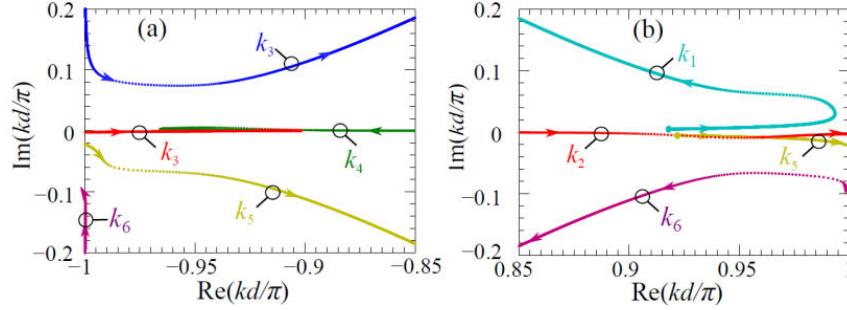 (a)
(b)
Im(kd/π)
0.2
0.1
0
−0.1
−0.2
k₃
k₃
k₄
k₅
k₆
−1
−0.95
−0.9
−0.85
Re(kd/π)
Im(kd/π)
0.2
0.1
0
−0.1
−0.2
k₁
k₂
k₅
k₆
0.85
0.9
0.95
Re(kd/π)